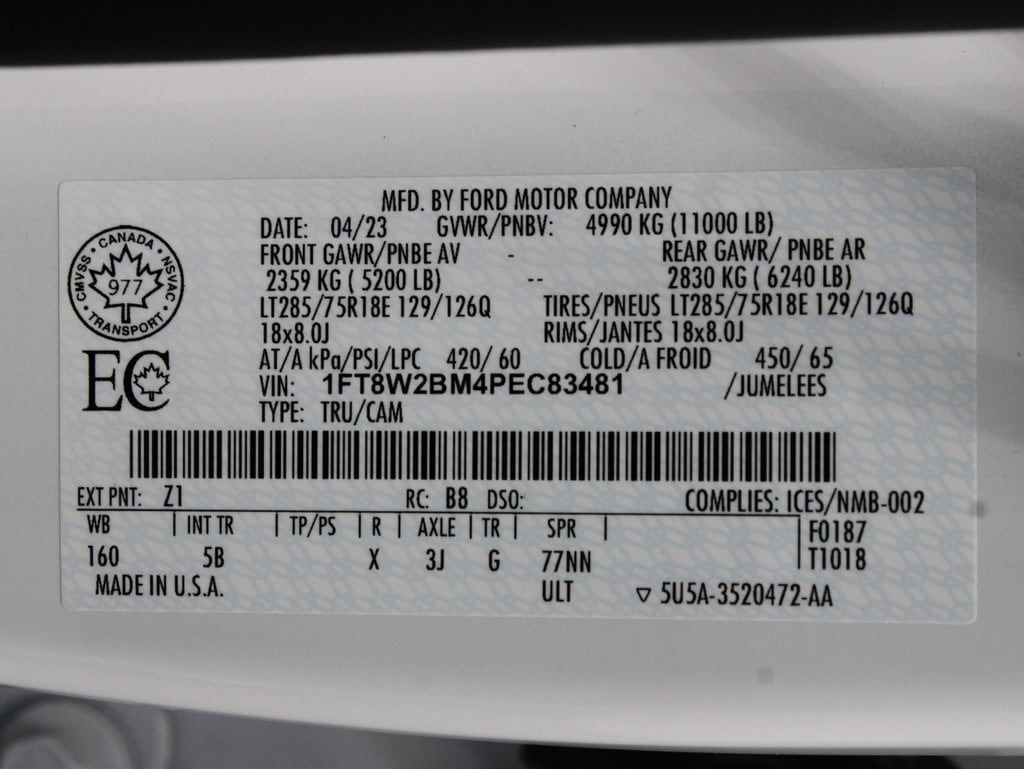 MFD. BY FORD MOTOR COMPANY
DATE: 04/23 GVWR/PNBV: 4990 KG (11000 LB)
FRONT GAWR/PNBE AV - REAR GAWR/ PNBE AR
2359 KG ( 5200 LB) -- 2830 KG ( 6240 LB)
LT285/75R18E 129/126Q TIRES/PNEUS LT285/75R18E 129/126Q
18x8.0J RIMS/JANTES 18x8.0J
AT/A kPa/PSI/LPC 420/ 60 COLD/A FROID 450/ 65
VIN: 1FT8W2BM4PEC83481 /JUMELEES
TYPE: TRU/CAM
CANADA
CMVSS • NSVAC
977
TRANSPORT
EC
EXT PNT: Z1 RC: B8 DSO: COMPLIES: ICES/NMB-002
WB | INT TR | TP/PS | R | AXLE | TR | SPR | F0187
160 5B X 3J G 77NN T1018
MADE IN U.S.A. ULT ▽ 5U5A-3520472-AA